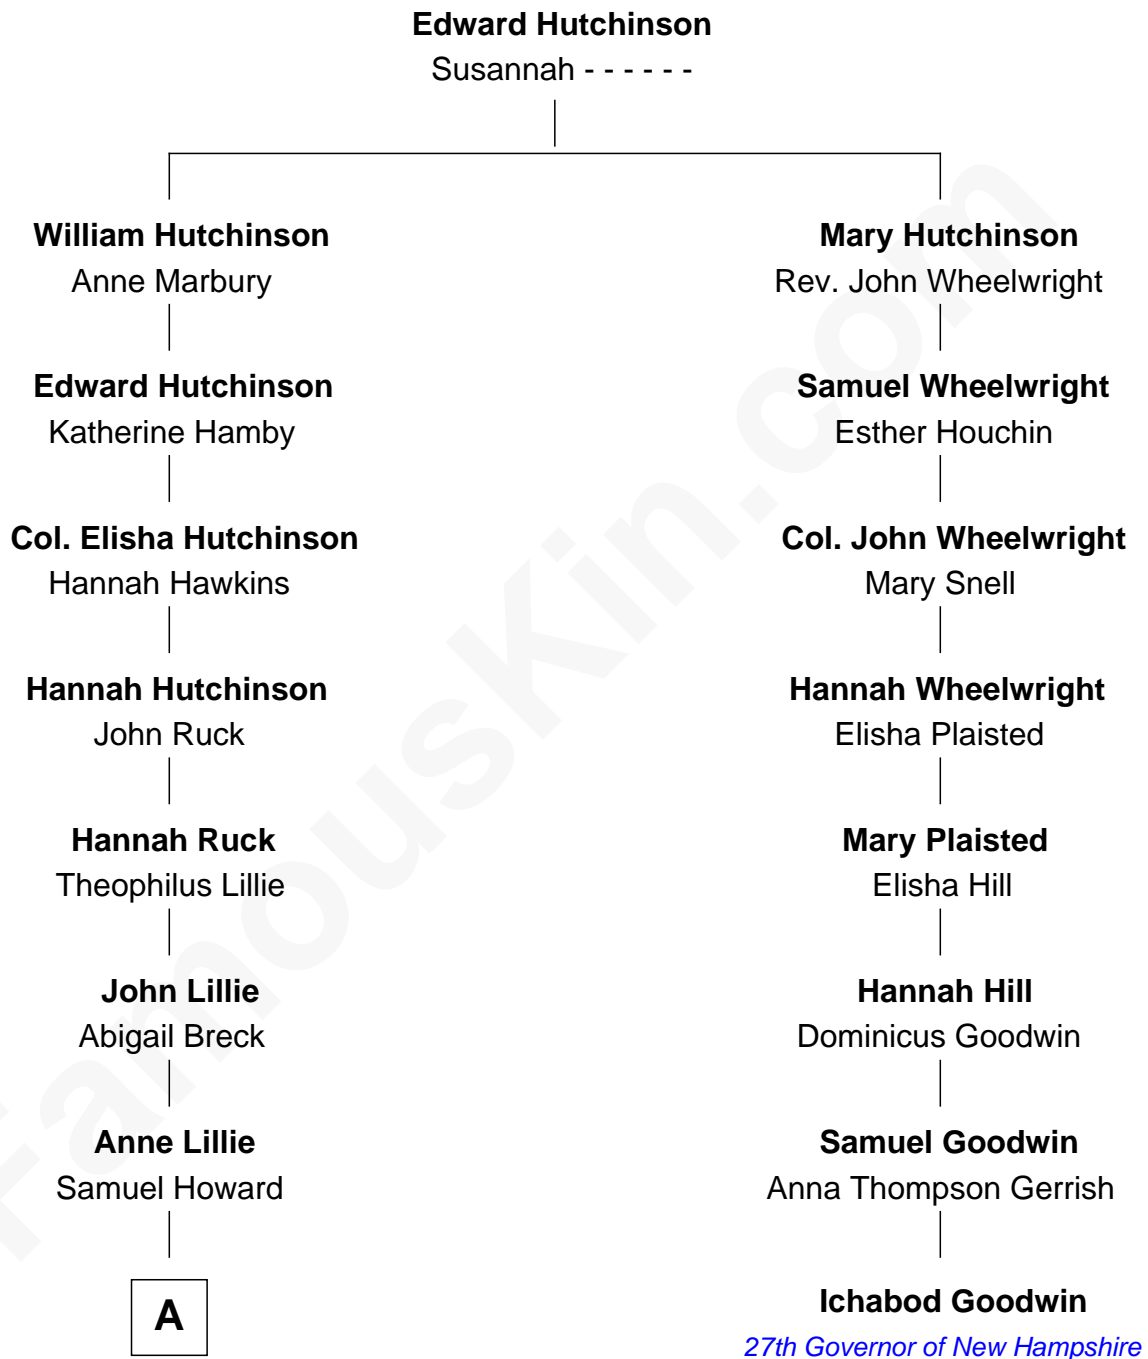 Edward Hutchinson
Susannah - - - - - -
William Hutchinson
Anne Marbury
Mary Hutchinson
Rev. John Wheelwright
Edward Hutchinson
Katherine Hamby
Samuel Wheelwright
Esther Houchin
Col. Elisha Hutchinson
Hannah Hawkins
Col. John Wheelwright
Mary Snell
Hannah Hutchinson
John Ruck
Hannah Wheelwright
Elisha Plaisted
Hannah Ruck
Theophilus Lillie
Mary Plaisted
Elisha Hill
John Lillie
Abigail Breck
Hannah Hill
Dominicus Goodwin
Anne Lillie
Samuel Howard
Samuel Goodwin
Anna Thompson Gerrish
A
Ichabod Goodwin
27th Governor of New Hampshire
FamousKin.com